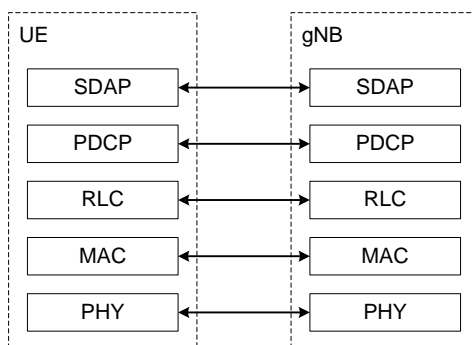 UE gNB
SDAP SDAP
PDCP PDCP
RLC RLC
MAC MAC
PHY PHY